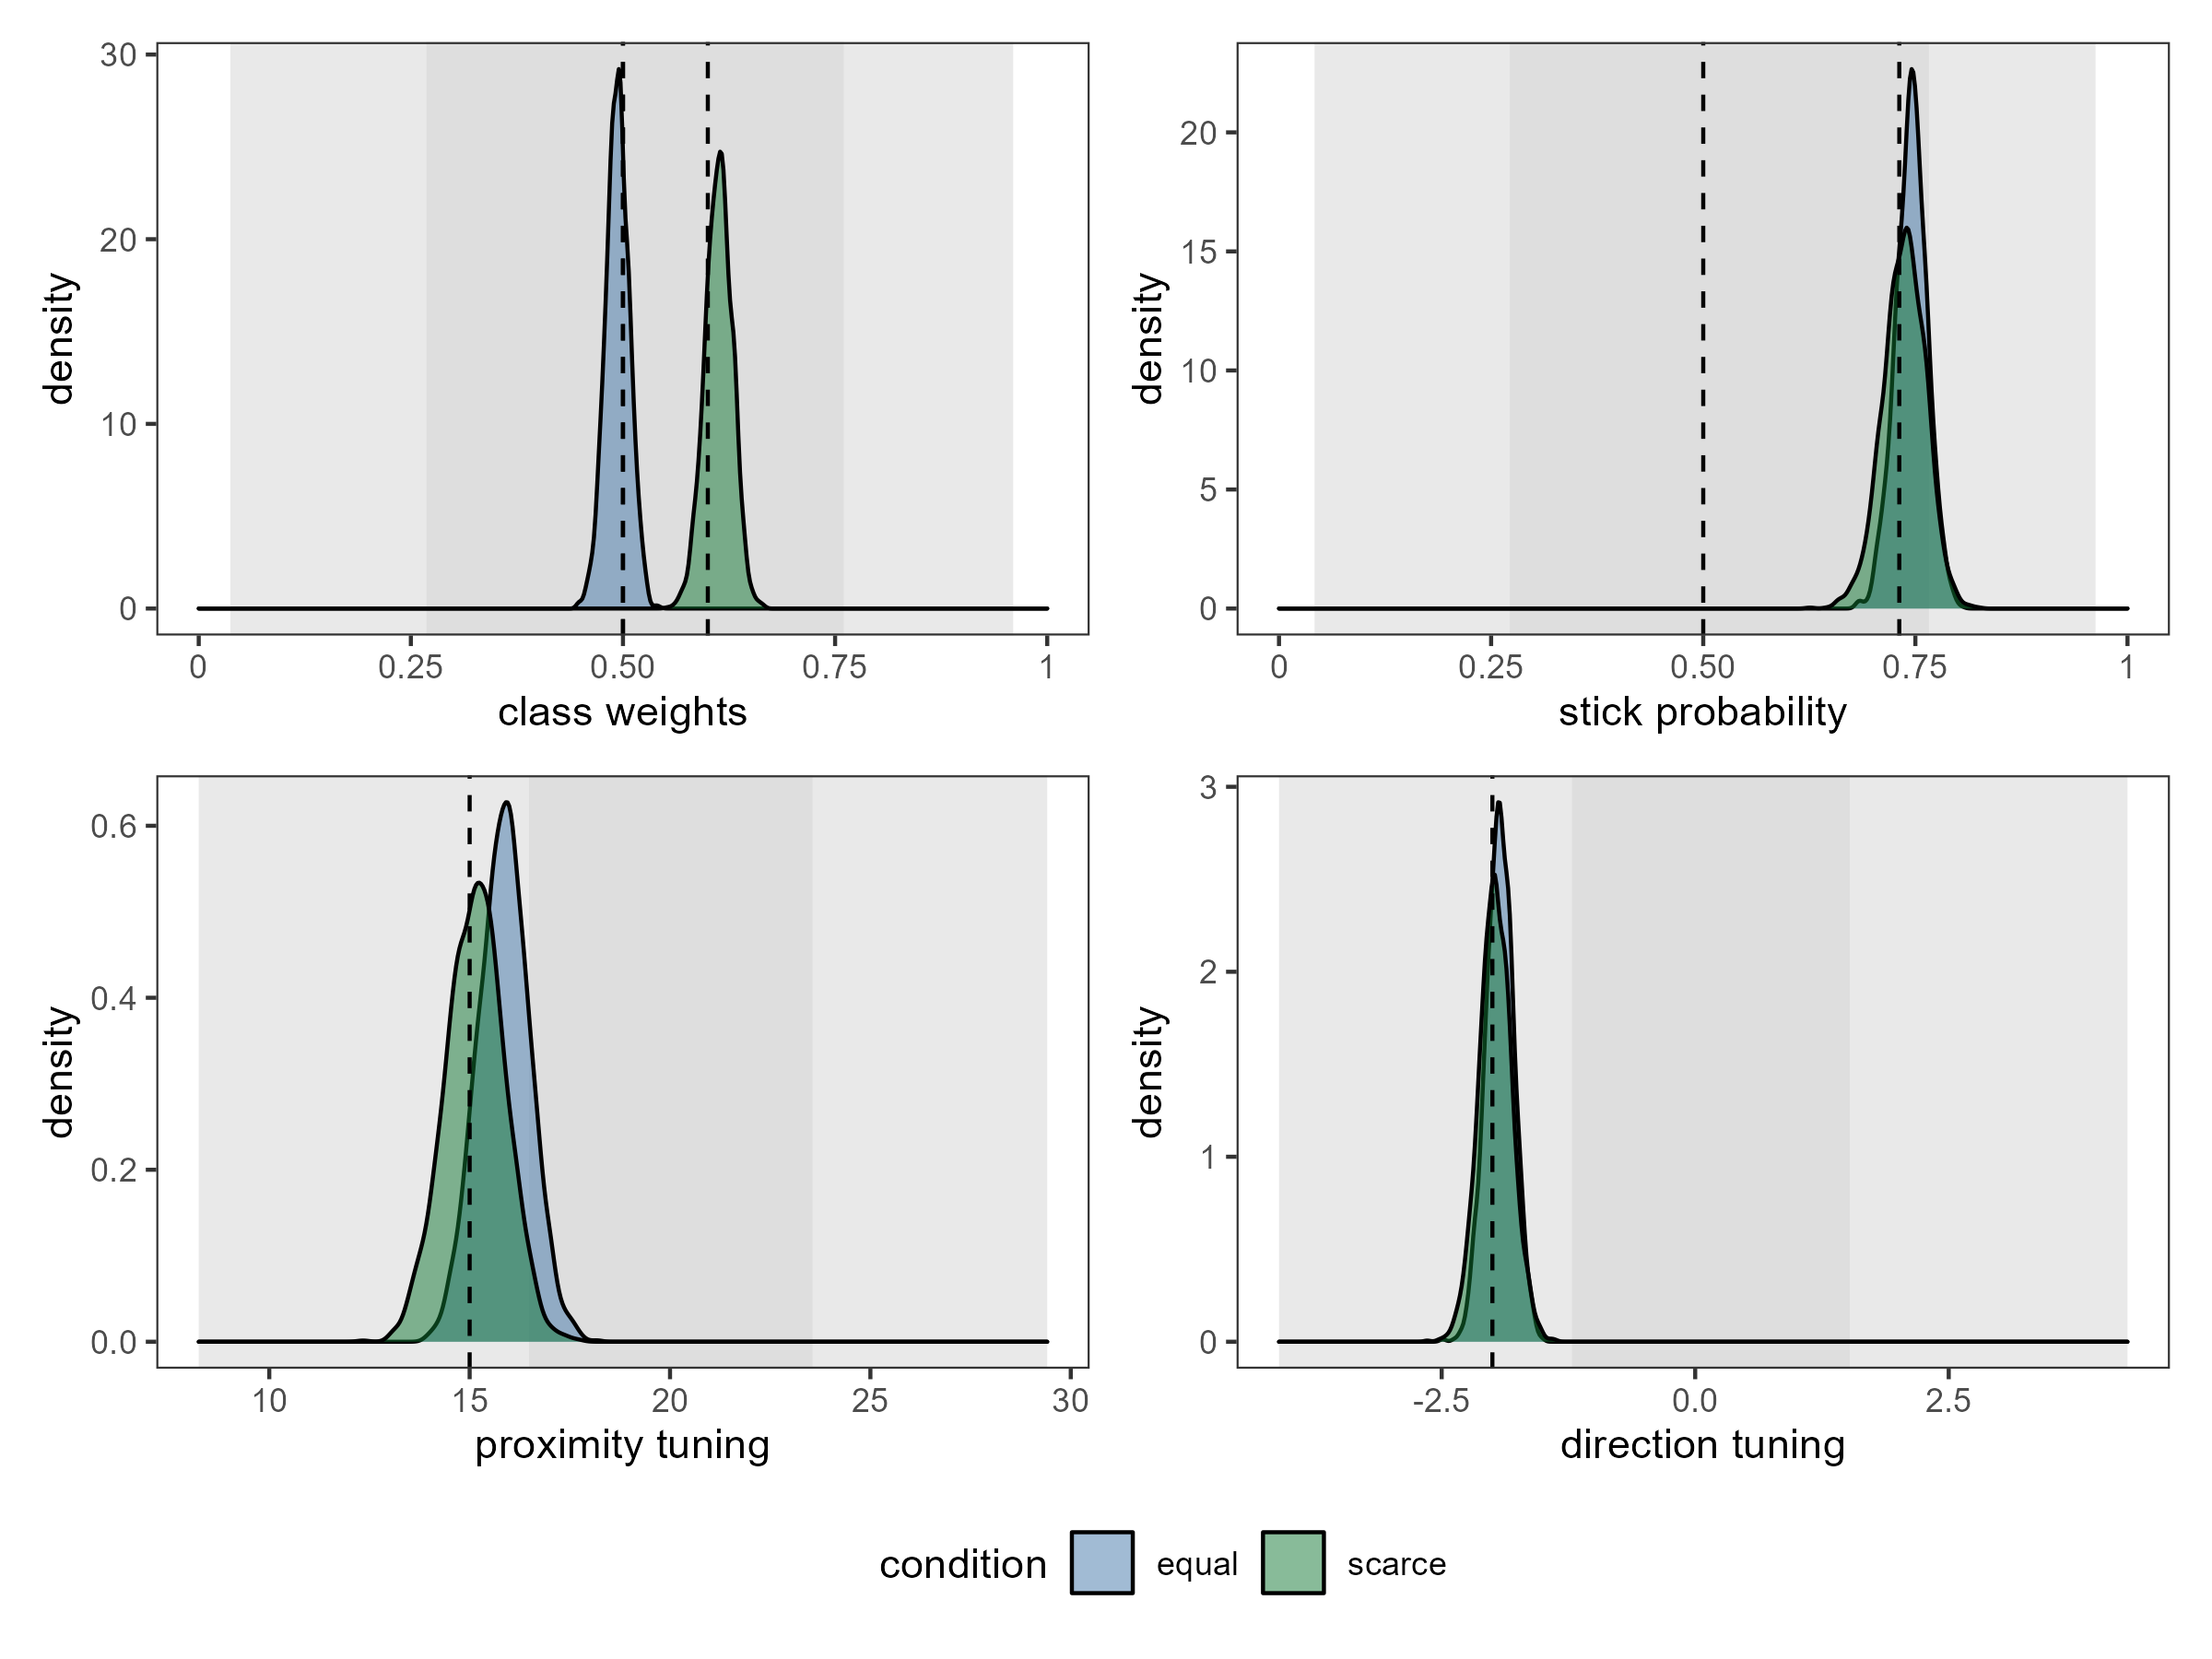 30
20
10
0
density
0 0.25 0.50 0.75 1
class weights
20
15
10
5
0
density
0 0.25 0.50 0.75 1
stick probability
0.6
0.4
0.2
0.0
density
10 15 20 25 30
proximity tuning
3
2
1
0
density
-2.5 0.0 2.5
direction tuning
condition equal scarce